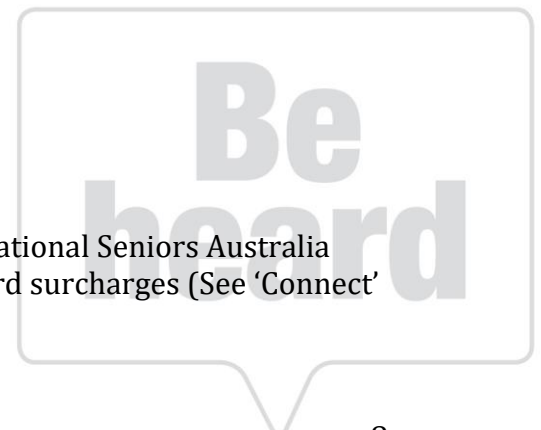 Be
heard
ational Seniors Australia
rd surcharges (See ‘Connect’